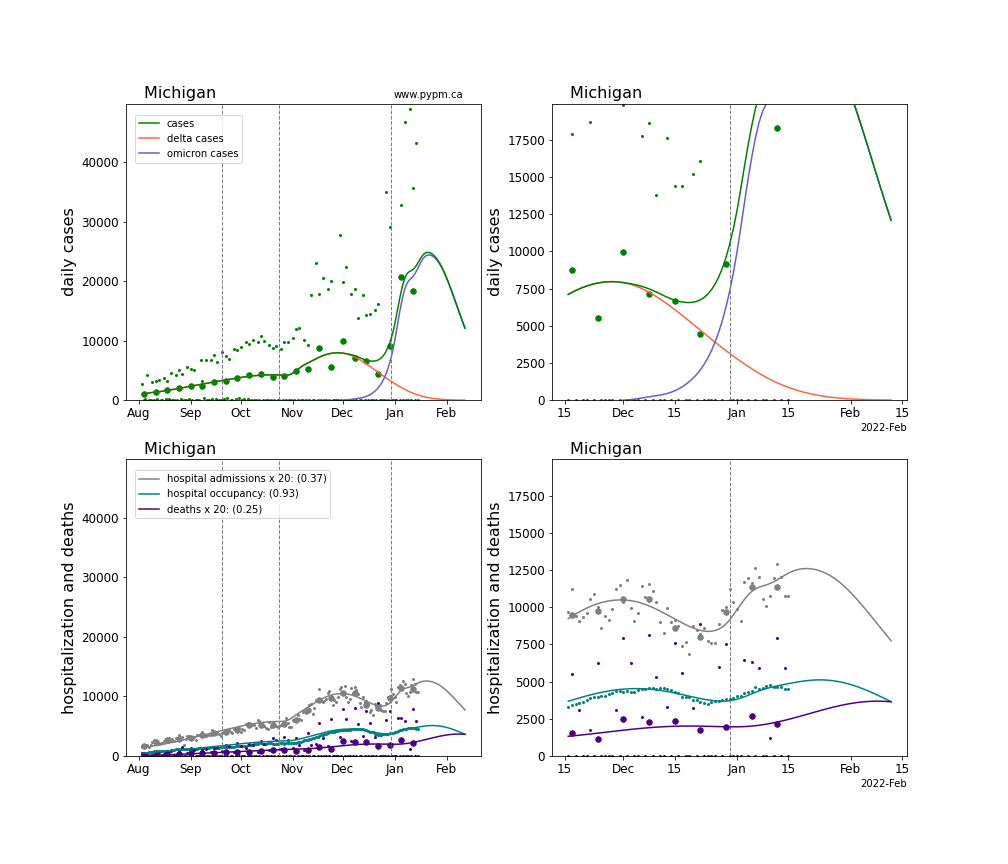 Michigan
www.pypm.ca
cases
delta cases
omicron cases
daily cases
40000
30000
20000
10000
0
Aug Sep Oct Nov Dec Jan Feb
Michigan
daily cases
17500
15000
12500
10000
7500
5000
2500
0
15 Dec 15 Jan 15 Feb 15
2022-Feb
Michigan
hospital admissions x 20: (0.37)
hospital occupancy: (0.93)
deaths x 20: (0.25)
hospitalization and deaths
40000
30000
20000
10000
0
Aug Sep Oct Nov Dec Jan Feb
Michigan
hospitalization and deaths
17500
15000
12500
10000
7500
5000
2500
0
15 Dec 15 Jan 15 Feb 15
2022-Feb